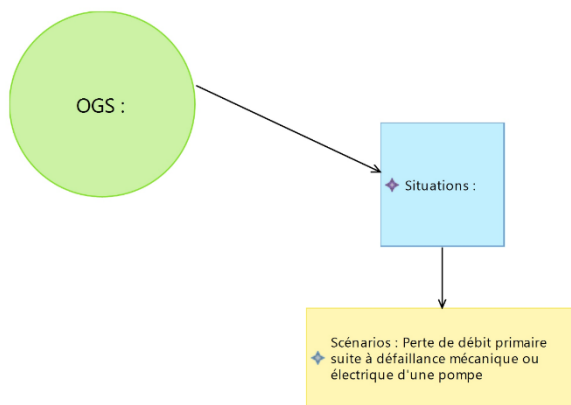 OGS :
Situations :
Scénarios : Perte de débit primaire
suite à défaillance mécanique ou
électrique d'une pompe